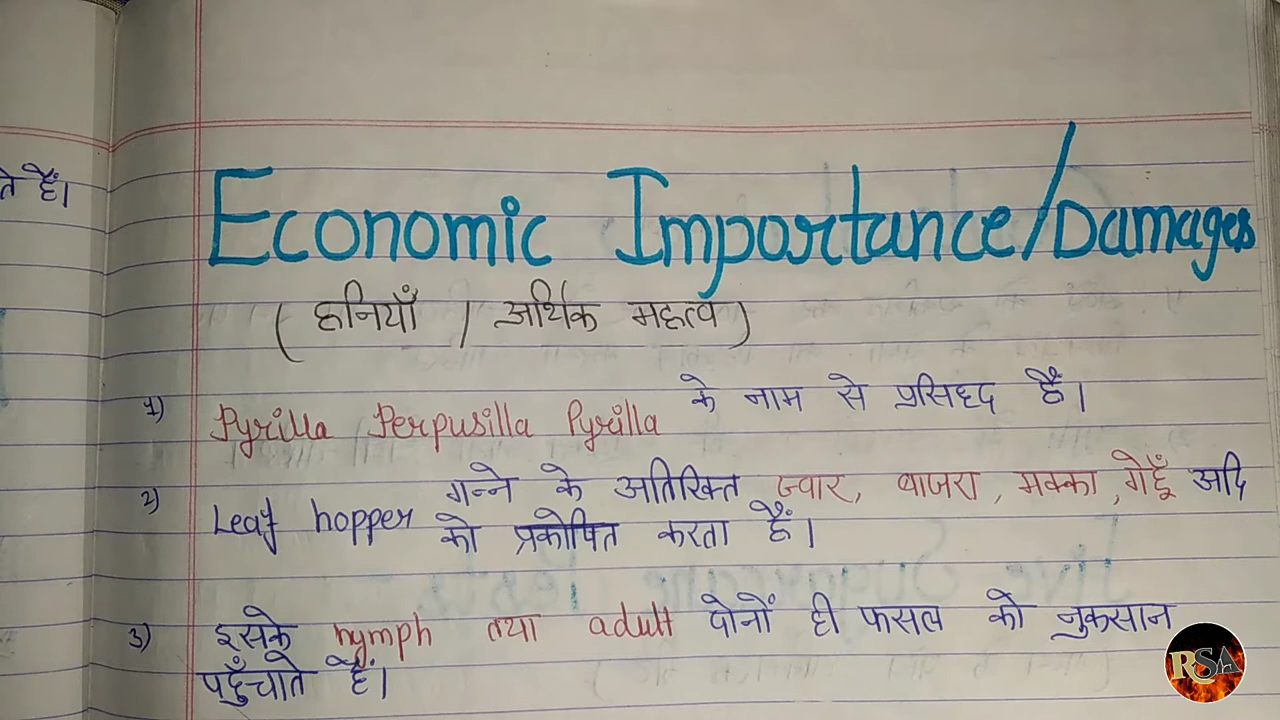 ते हैं।
Economic Importance/Damages
( हानियाँ / आर्थिक महत्व )
1) Pyrilla Perpusilla Pyrilla के नाम से प्रसिध्द हैं।
2) Leaf hopper गन्ने के अतिरिक्त ज्वार, बाजरा, मक्का, गेहूँ आदि
को प्रकोपित करता हैं।
3) इसके nymph तथा adult दोनों ही फसल को नुकसान
पहुँचाते हैं।
RSA